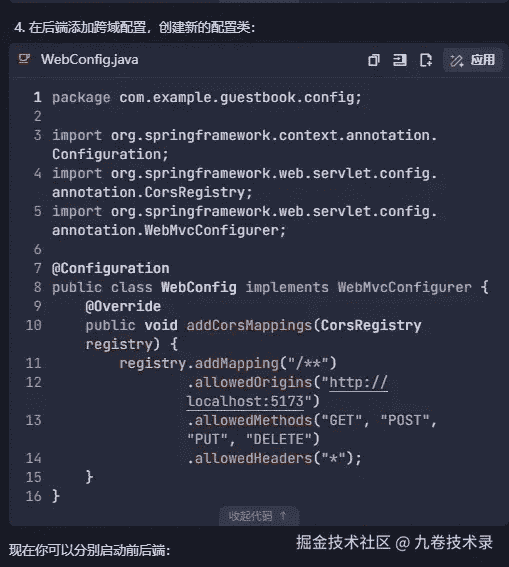 4. 在后端添加跨域配置，创建新的配置类：
WebConfig.java
应用
1 package com.example.guestbook.config;
2
3 import org.springframework.context.annotation.
Configuration;
4 import org.springframework.web.servlet.config.
annotation.CorsRegistry;
5 import org.springframework.web.servlet.config.
annotation.WebMvcConfigurer;
6
7 @Configuration
8 public class WebConfig implements WebMvcConfigurer {
9 @Override
10 public void addCorsMappings(CorsRegistry
registry) {
11 registry.addMapping("/**")
12 .allowedOrigins("http://
localhost:5173")
13 .allowedMethods("GET", "POST",
"PUT", "DELETE")
14 .allowedHeaders("*");
15 }
16 }
收起代码 ↑
现在你可以分别启动前后端：
掘金技术社区 @ 九卷技术录